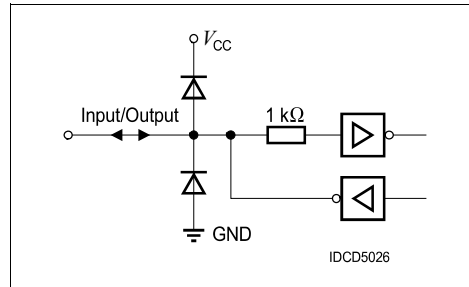 VCC
Input/Output
1 kΩ
GND
IDCD5026